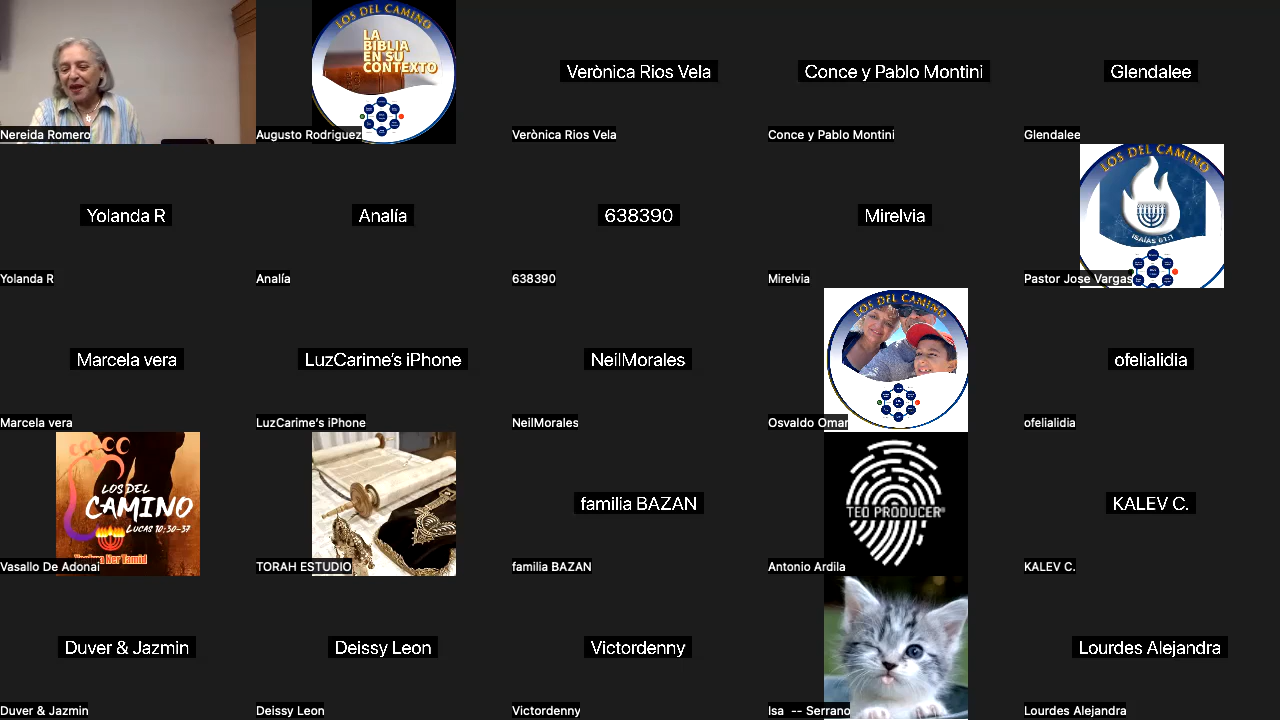 Nereida Romero
LOS DEL CAMINO
LA
BIBLIA
EN SU
CONTEXTO
Augusto Rodriguez
Verònica Rios Vela
Verònica Rios Vela
Conce y Pablo Montini
Conce y Pablo Montini
Glendalee
Glendalee
Yolanda R
Yolanda R
Analía
Analía
638390
638390
Mirelvia
Mirelvia
LOS DEL CAMINO
ISAÍAS 61:1
Pastor Jose Vargas
Marcela vera
Marcela vera
LuzCarime’s iPhone
LuzCarime’s iPhone
NeilMorales
NeilMorales
LOS DEL CAMINO
Osvaldo Omar
ofelialidia
ofelialidia
LOS DEL
CAMINO
LUCAS 10:30-37
Ner Tamid
Vasallo De Adonai
TORAH ESTUDIO
familia BAZAN
familia BAZAN
TEO PRODUCER®
Antonio Ardila
KALEV C.
KALEV C.
Duver & Jazmin
Duver & Jazmin
Deissy Leon
Deissy Leon
Victordenny
Victordenny
Isa -- Serrano
Lourdes Alejandra
Lourdes Alejandra